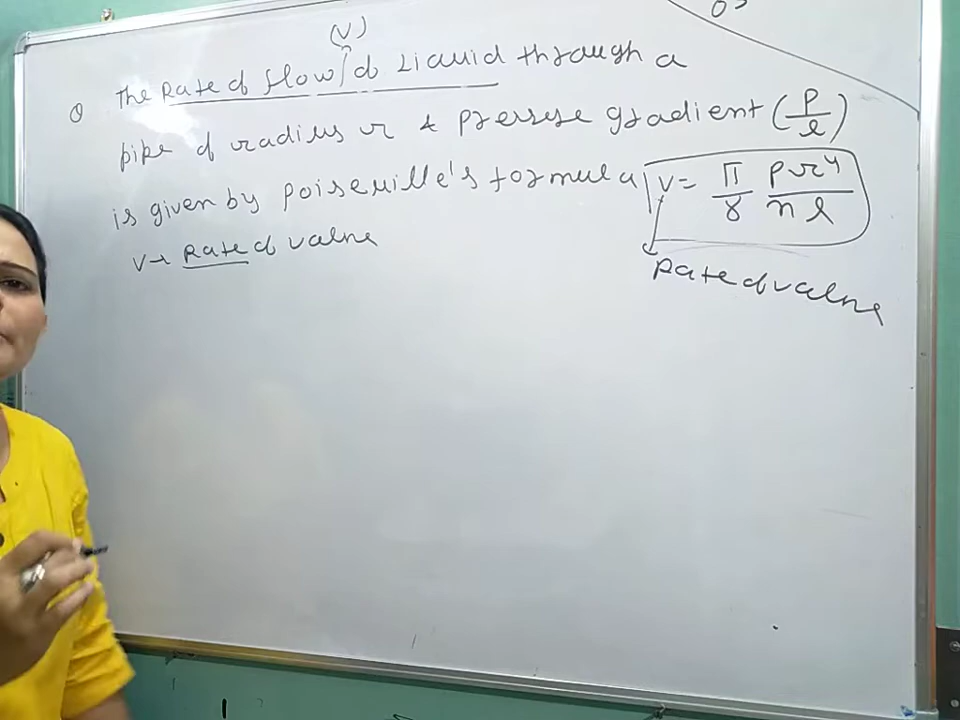 (V)
Q The Rate of flow/of Liquid through a
pipe of radius r & pressure gradient (P/l)
is given by Poiseuille's formula V = π/8 Pr⁴/nl
V → Rate of value
Rate of value